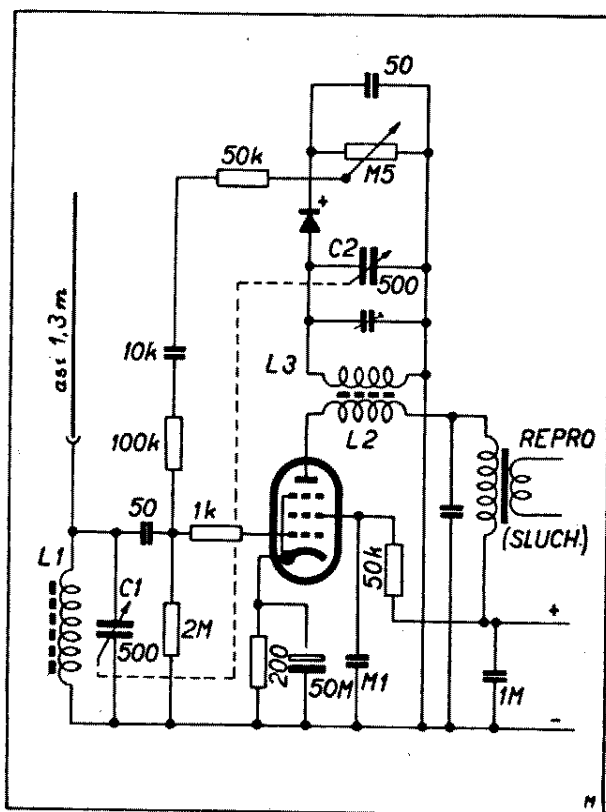 50
M5
50k
+
C2
500
asi 1,3 m
10k
L3
100k
L2
REPRO
(SLUCH.)
50
1k
L1
C1
500
2M
200
50M
50k
M1
+
1M
-
M